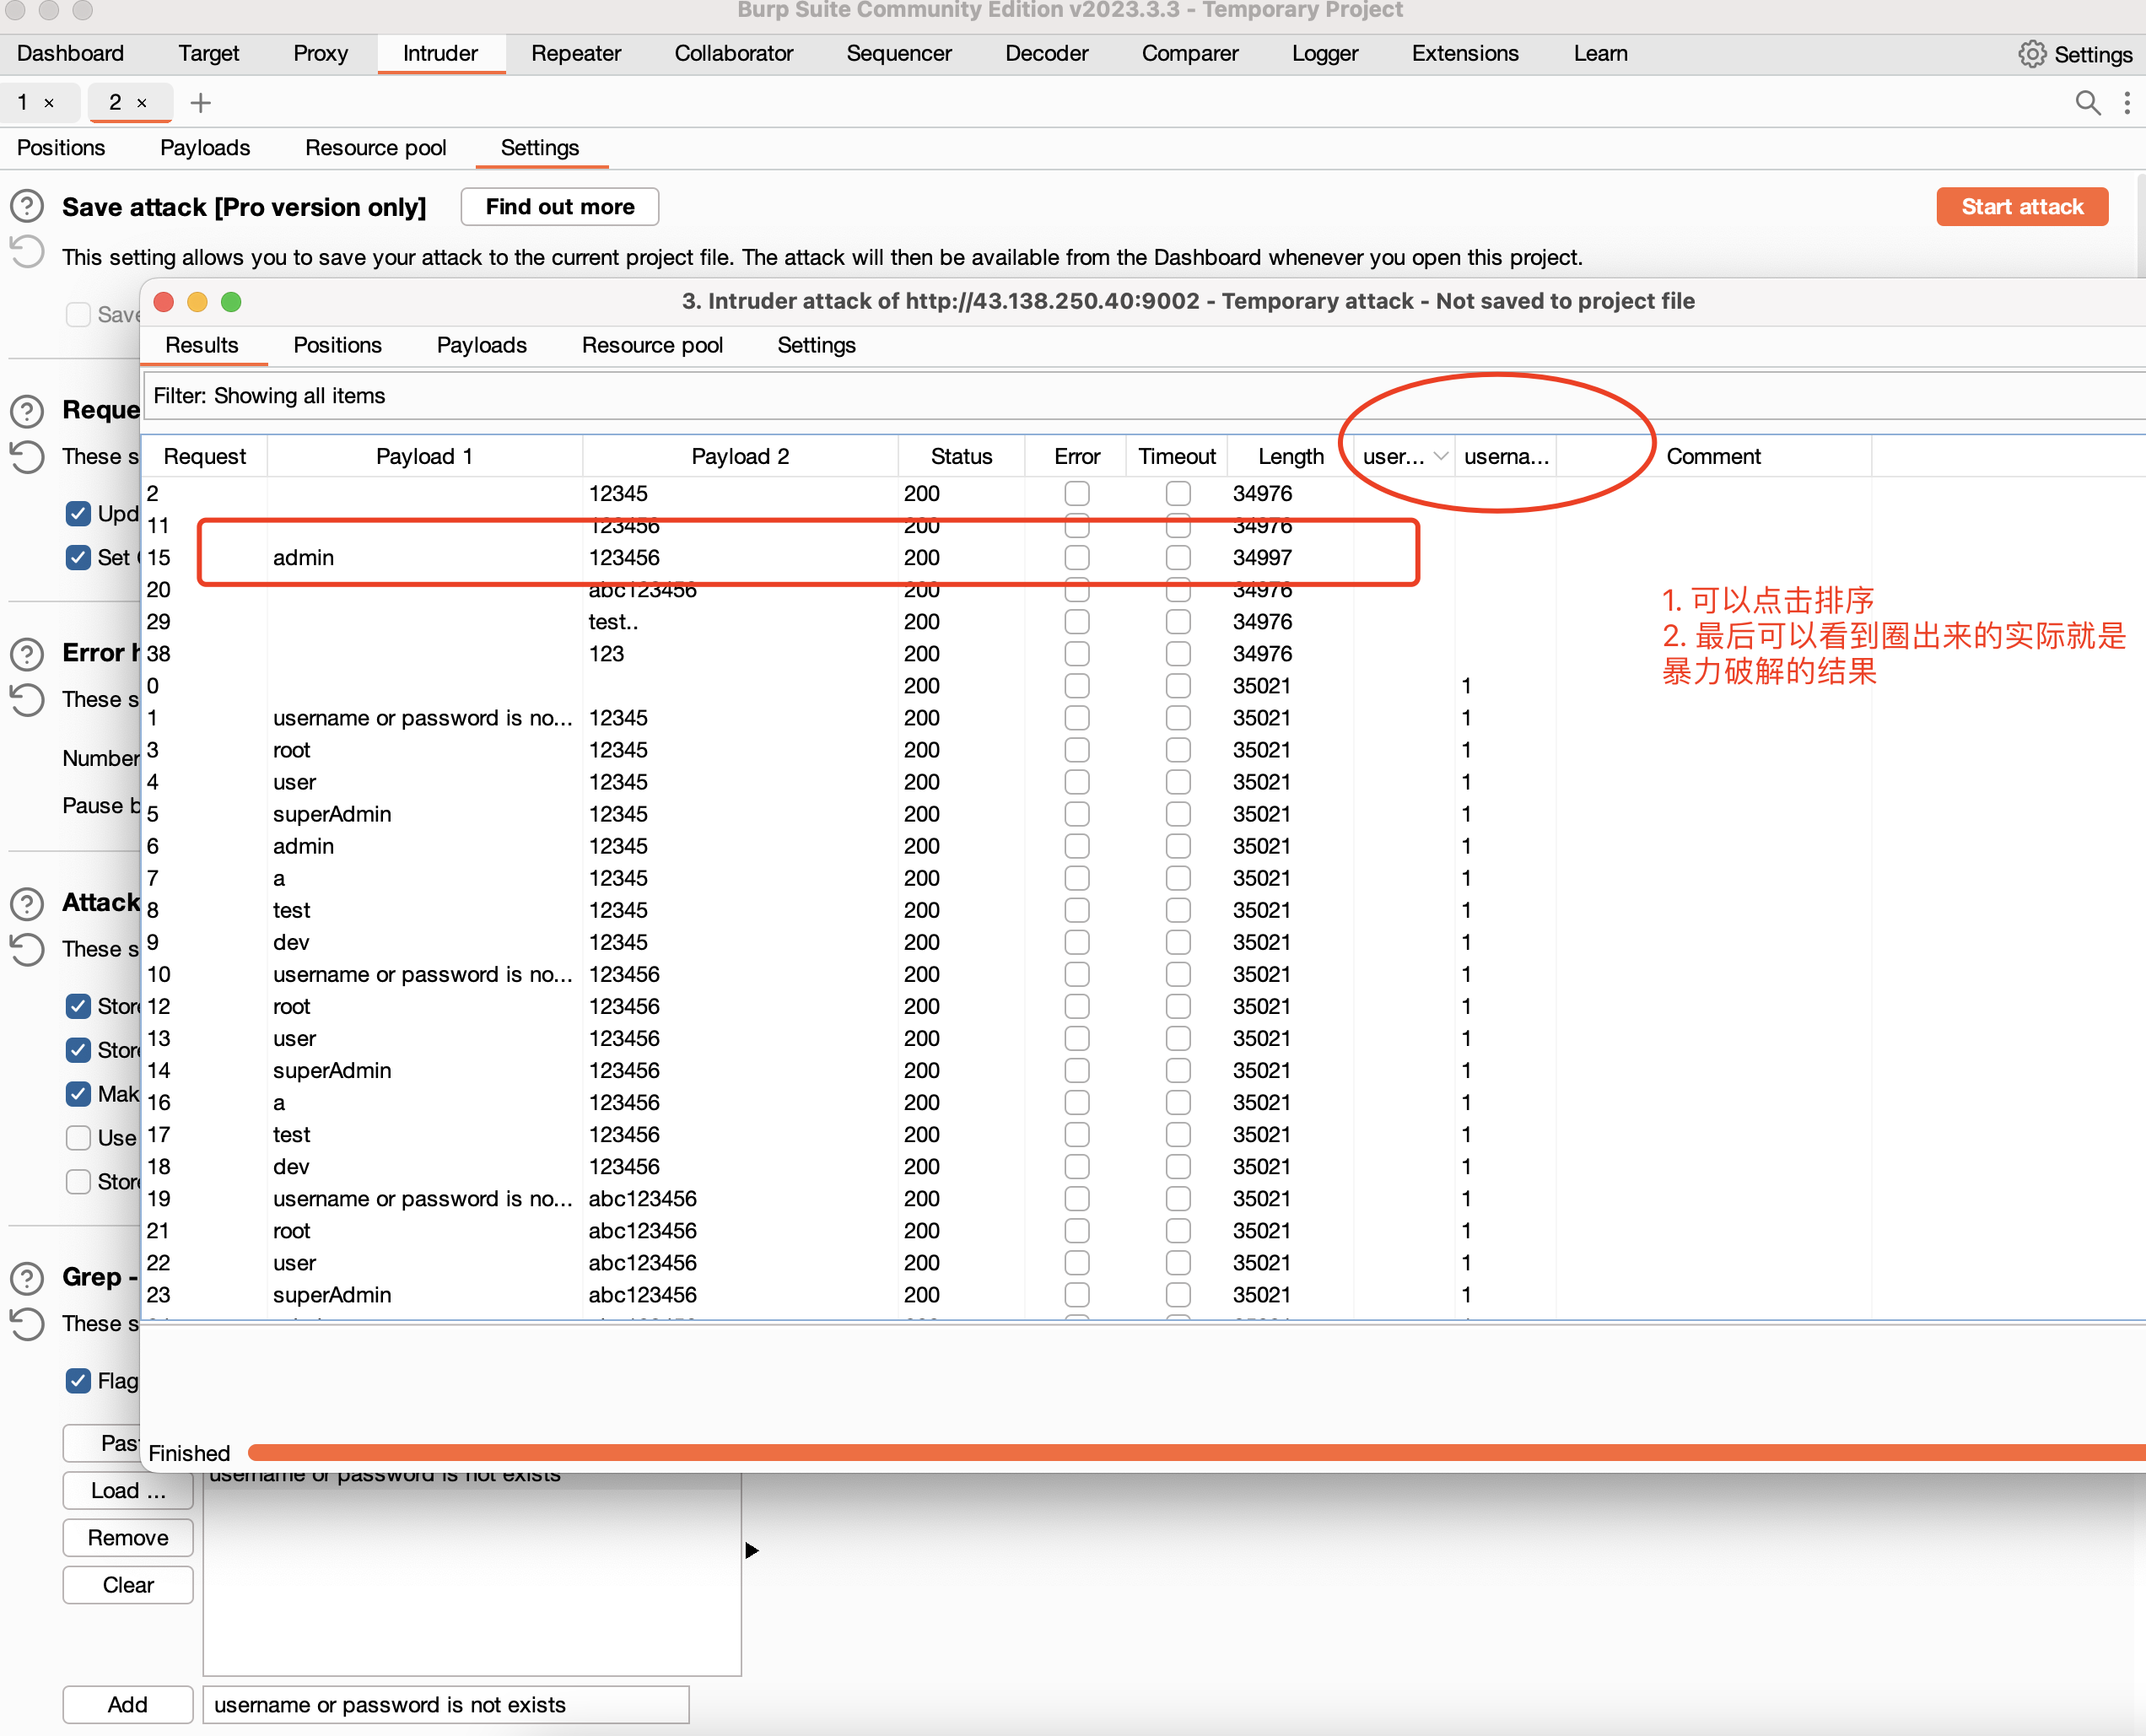 Burp Suite Community Edition v2023.3.3 - Temporary Project
Dashboard Target Proxy Intruder Repeater Collaborator Sequencer Decoder Comparer Logger Extensions Learn Settings
1 × 2 × +
Positions Payloads Resource pool Settings
Save attack [Pro version only] Find out more Start attack
This setting allows you to save your attack to the current project file. The attack will then be available from the Dashboard whenever you open this project.
Save
3. Intruder attack of http://43.138.250.40:9002 - Temporary attack - Not saved to project file
Results Positions Payloads Resource pool Settings
Filter: Showing all items
Reque
These s
Upd
Set
Error h
These s
Number
Pause b
Attack
These s
Store
Store
Mak
Use
Store
Grep -
These s
Flag
Request Payload 1 Payload 2 Status Error Timeout Length user... userna... Comment
2 12345 200 34976
11 123456 200 34976
15 admin 123456 200 34997
20 abc123456 200 34976
29 test.. 200 34976
38 123 200 34976
0 200 35021 1
1 username or password is no... 12345 200 35021 1
3 root 12345 200 35021 1
4 user 12345 200 35021 1
5 superAdmin 12345 200 35021 1
6 admin 12345 200 35021 1
7 a 12345 200 35021 1
8 test 12345 200 35021 1
9 dev 12345 200 35021 1
10 username or password is no... 123456 200 35021 1
12 root 123456 200 35021 1
13 user 123456 200 35021 1
14 superAdmin 123456 200 35021 1
16 a 123456 200 35021 1
17 test 123456 200 35021 1
18 dev 123456 200 35021 1
19 username or password is no... abc123456 200 35021 1
21 root abc123456 200 35021 1
22 user abc123456 200 35021 1
23 superAdmin abc123456 200 35021 1
1. 可以点击排序
2. 最后可以看到圈出来的实际就是
暴力破解的结果
Finished
Past
Load ...
Remove
Clear
username or password is not exists
Add username or password is not exists